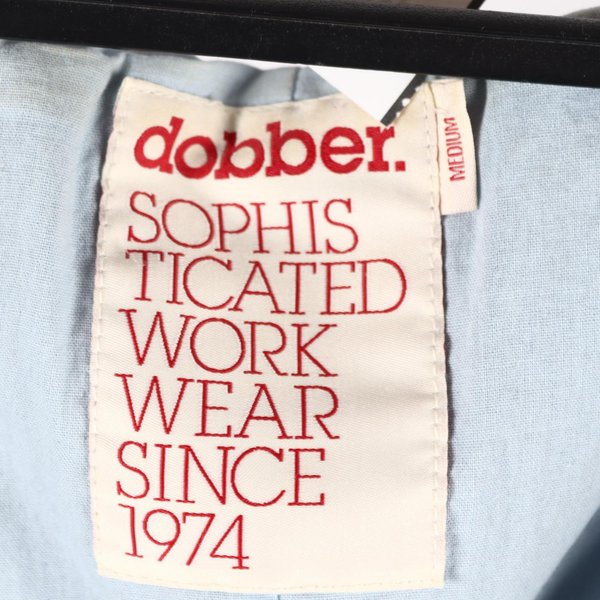 dobber.
MEDIUM
SOPHIS
TICATED
WORK
WEAR
SINCE
1974